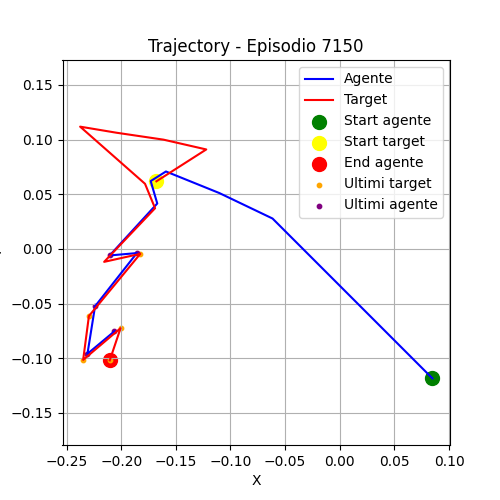 Trajectory - Episodio 7150
Agente
Target
Start agente
Start target
End agente
Ultimi target
Ultimi agente
0.15
0.10
0.05
0.00
−0.05
−0.10
−0.15
−0.25 −0.20 −0.15 −0.10 −0.05 0.00 0.05 0.10
X